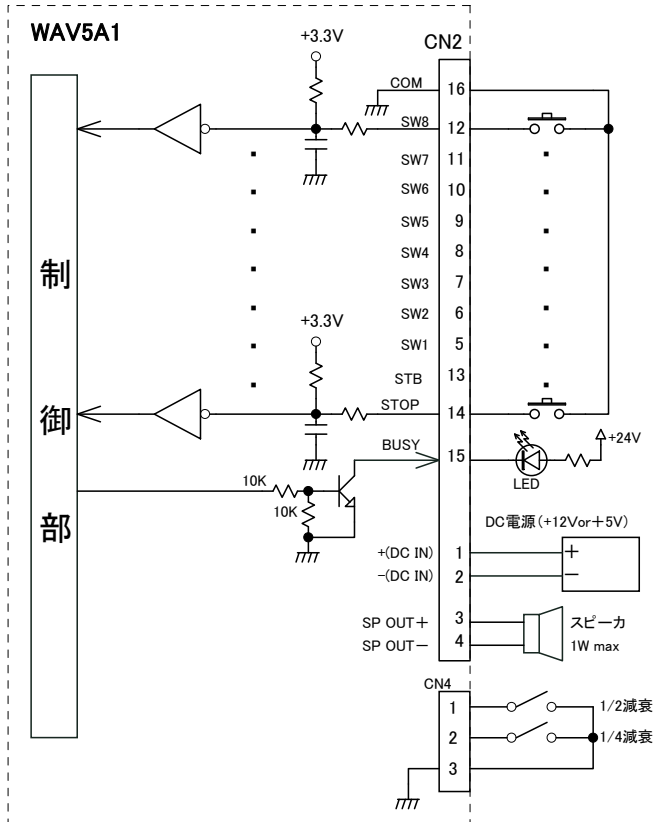 WAV5A1
+3.3V
CN2
COM 16
SW8 12
SW7 11
SW6 10
SW5 9
SW4 8
SW3 7
SW2 6
+3.3V
SW1 5
STB 13
STOP 14
BUSY 15
+24V
LED
10K
10K
制
御
部
DC電源(+12Vor+5V)
+(DC IN) 1 +
-(DC IN) 2 -
SP OUT+ 3 スピーカ
SP OUT- 4 1W max
CN4
1 1/2減衰
2 1/4減衰
3